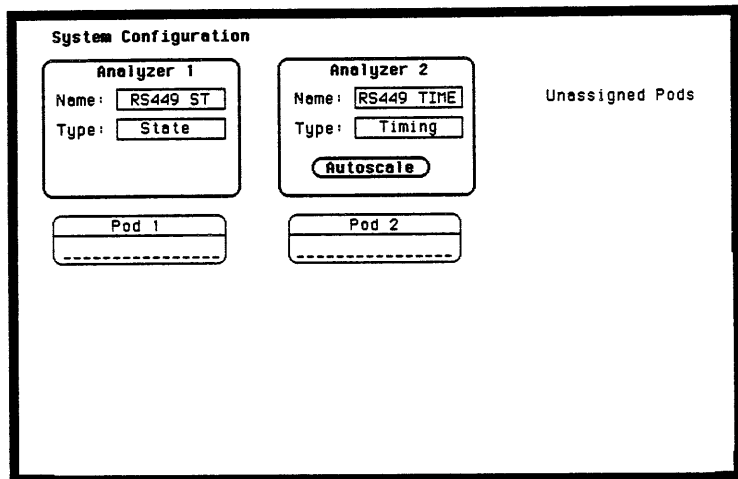 System Configuration
Analyzer 1
Name: RS449 ST
Type: State
Analyzer 2
Name: RS449 TIME
Type: Timing
Autoscale
Unassigned Pods
Pod 1
Pod 2